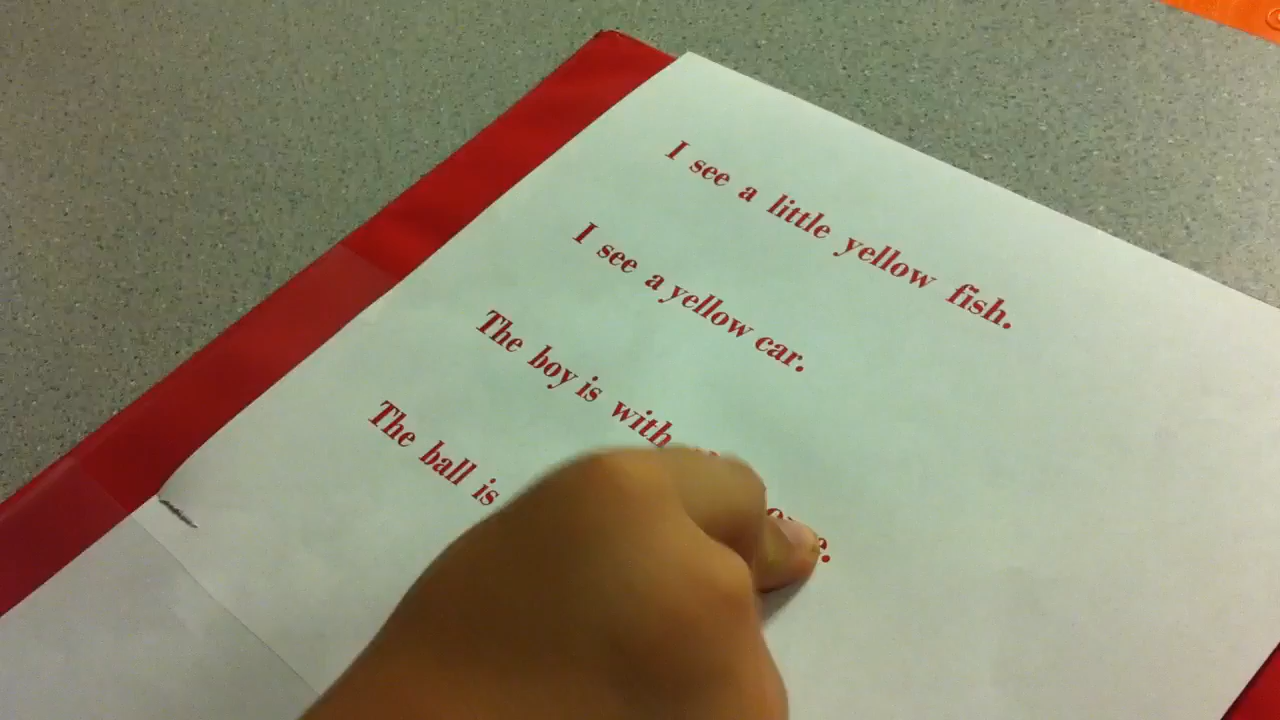 I see a little yellow fish.
I see a yellow car.
The boy is with
The ball is